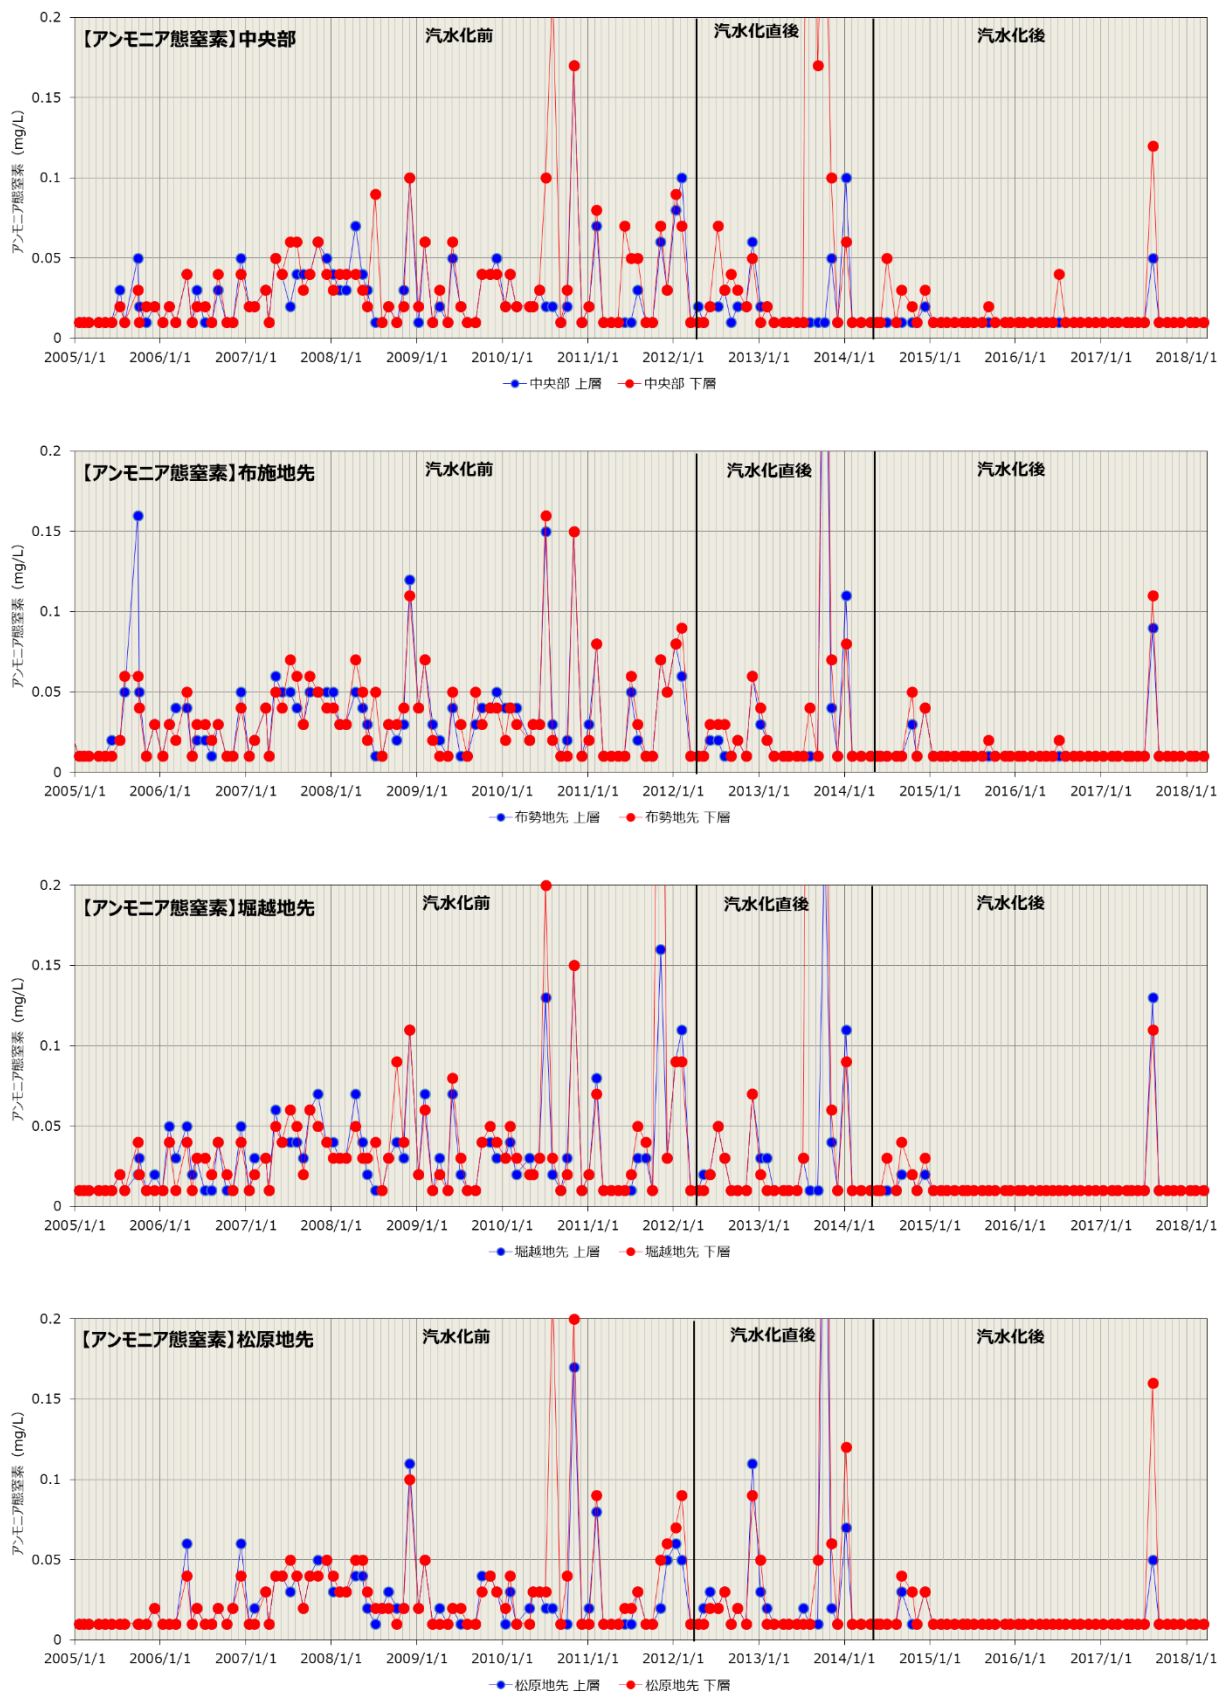 【アンモニア態窒素】中央部
汽水化前
汽水化直後
汽水化後
アンモニア態窒素 (mg/L)
0.2
0.15
0.1
0.05
0
2005/1/1 2006/1/1 2007/1/1 2008/1/1 2009/1/1 2010/1/1 2011/1/1 2012/1/1 2013/1/1 2014/1/1 2015/1/1 2016/1/1 2017/1/1 2018/1/1
中央部 上層 中央部 下層
【アンモニア態窒素】布施地先
汽水化前
汽水化直後
汽水化後
アンモニア態窒素 (mg/L)
0.2
0.15
0.1
0.05
0
2005/1/1 2006/1/1 2007/1/1 2008/1/1 2009/1/1 2010/1/1 2011/1/1 2012/1/1 2013/1/1 2014/1/1 2015/1/1 2016/1/1 2017/1/1 2018/1/1
布勢地先 上層 布勢地先 下層
【アンモニア態窒素】堀越地先
汽水化前
汽水化直後
汽水化後
アンモニア態窒素 (mg/L)
0.2
0.15
0.1
0.05
0
2005/1/1 2006/1/1 2007/1/1 2008/1/1 2009/1/1 2010/1/1 2011/1/1 2012/1/1 2013/1/1 2014/1/1 2015/1/1 2016/1/1 2017/1/1 2018/1/1
堀越地先 上層 堀越地先 下層
【アンモニア態窒素】松原地先
汽水化前
汽水化直後
汽水化後
アンモニア態窒素 (mg/L)
0.2
0.15
0.1
0.05
0
2005/1/1 2006/1/1 2007/1/1 2008/1/1 2009/1/1 2010/1/1 2011/1/1 2012/1/1 2013/1/1 2014/1/1 2015/1/1 2016/1/1 2017/1/1 2018/1/1
松原地先 上層 松原地先 下層